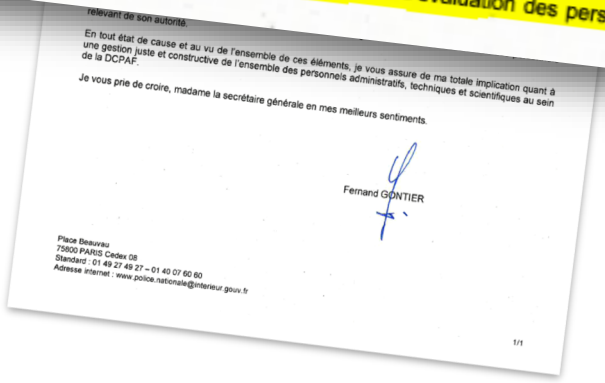 évaluation des pers
relevant de son autorité.
En tout état de cause et au vu de l'ensemble de ces éléments, je vous assure de ma totale implication quant à
une gestion juste et constructive de l'ensemble des personnels administratifs, techniques et scientifiques au sein
de la DCPAF.
Je vous prie de croire, madame la secrétaire générale en mes meilleurs sentiments.
Fernand GONTIER
Place Beauvau
75800 PARIS Cedex 08
Standard : 01 49 27 49 27 – 01 40 07 60 60
Adresse internet : www.police.nationale@interieur.gouv.fr
1/1